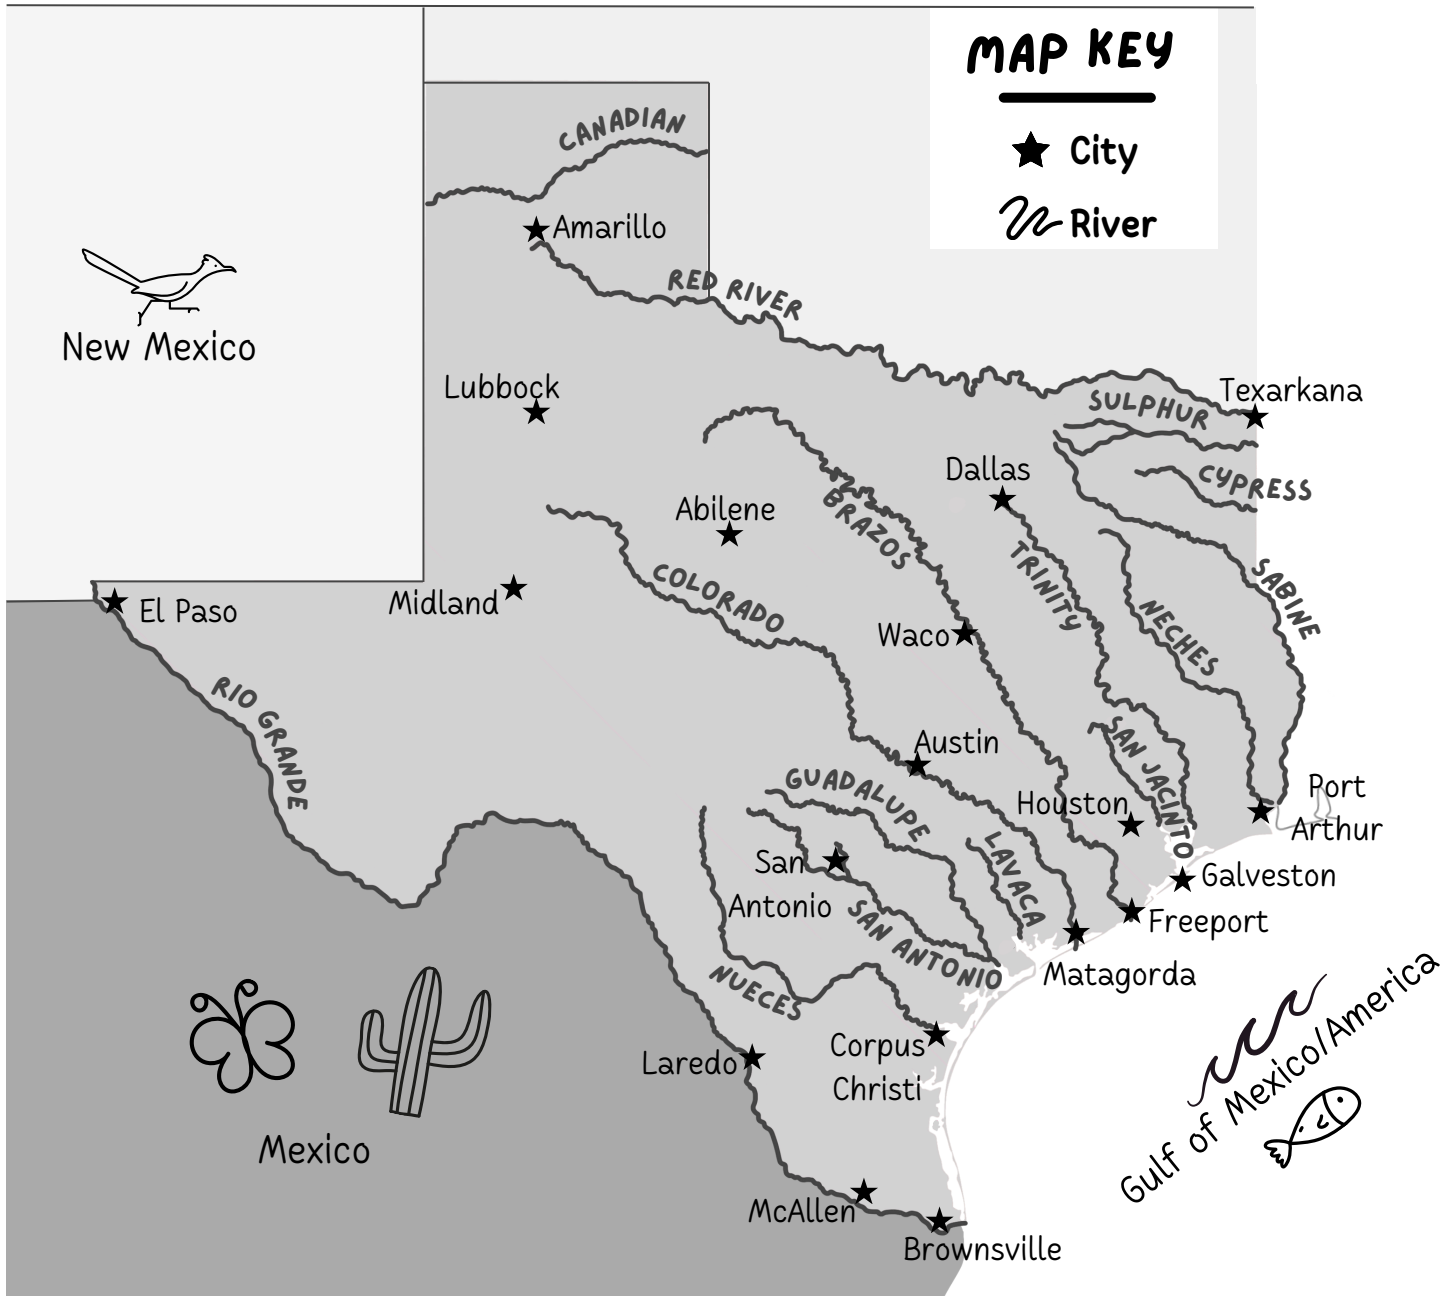 MAP KEY
City
River
CANADIAN
Amarillo
RED RIVER
New Mexico
Lubbock
Texarkana
SULPHUR
Dallas
CYPRESS
Abilene
BRAZOS
TRINITY
SABINE
COLORADO
El Paso
Midland
NECHES
Waco
RIO GRANDE
SAN JACINTO
Austin
GUADALUPE
Houston
Port
Arthur
LAVACA
San
Antonio
Galveston
SAN ANTONIO
Freeport
Matagorda
NUECES
Corpus
Christi
Laredo
Gulf of Mexico/America
Mexico
McAllen
Brownsville